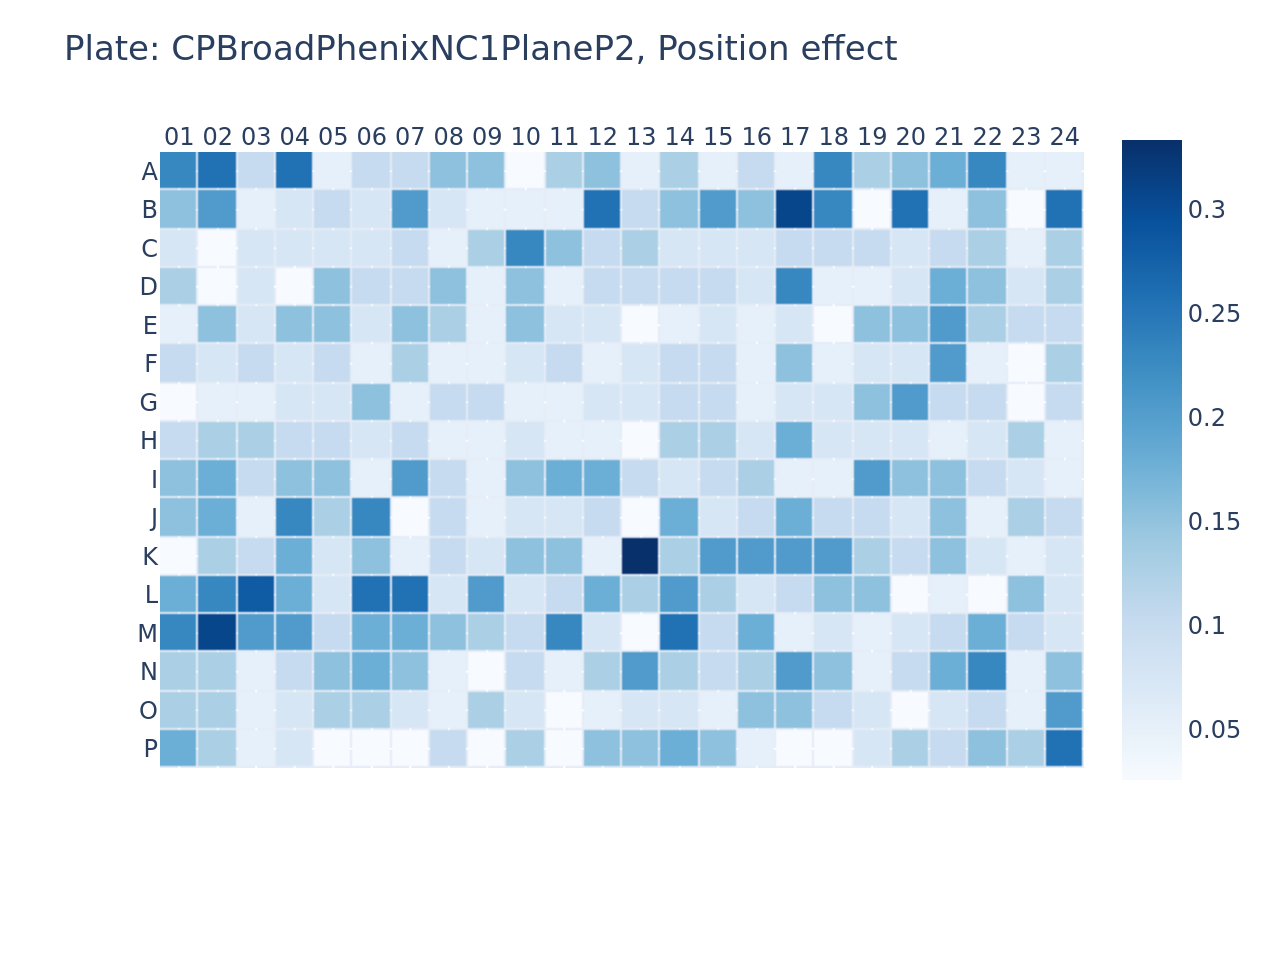 Plate: CPBroadPhenixNC1PlaneP2, Position effect
01 02 03 04 05 06 07 08 09 10 11 12 13 14 15 16 17 18 19 20 21 22 23 24
A
B
C
D
E
F
G
H
I
J
K
L
M
N
O
P
0.3
0.25
0.2
0.15
0.1
0.05